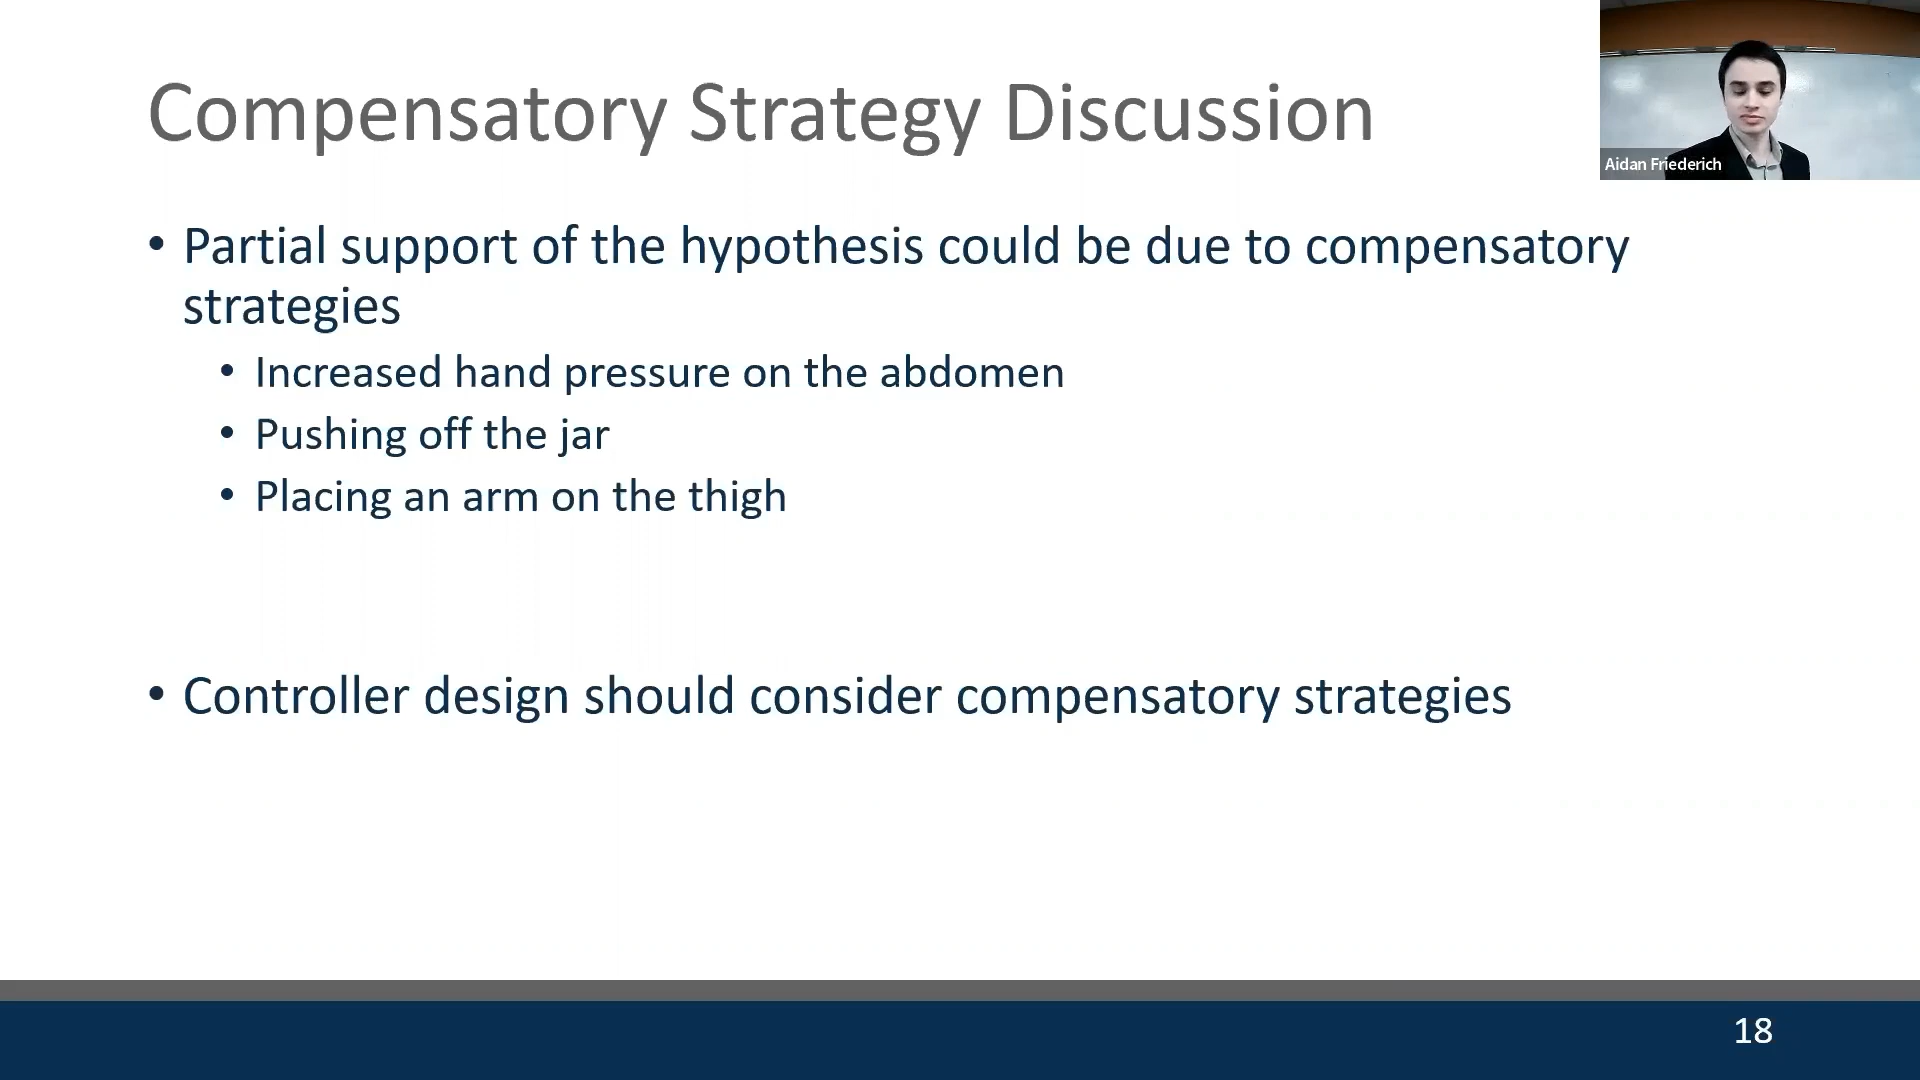 Compensatory Strategy Discussion
Aidan Friederich
• Partial support of the hypothesis could be due to compensatory
strategies
• Increased hand pressure on the abdomen
• Pushing off the jar
• Placing an arm on the thigh
• Controller design should consider compensatory strategies
18